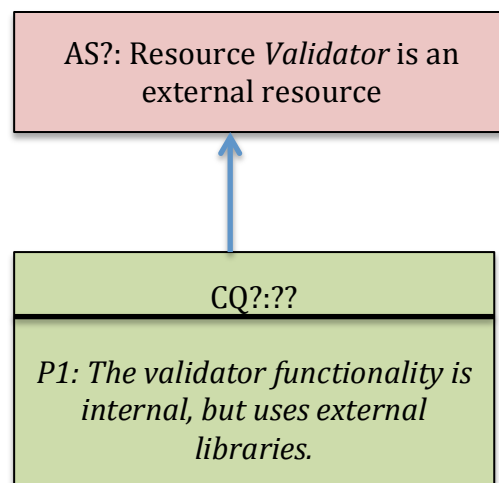 AS?: Resource Validator is an
external resource
CQ?:??
P1: The validator functionality is
internal, but uses external
libraries.